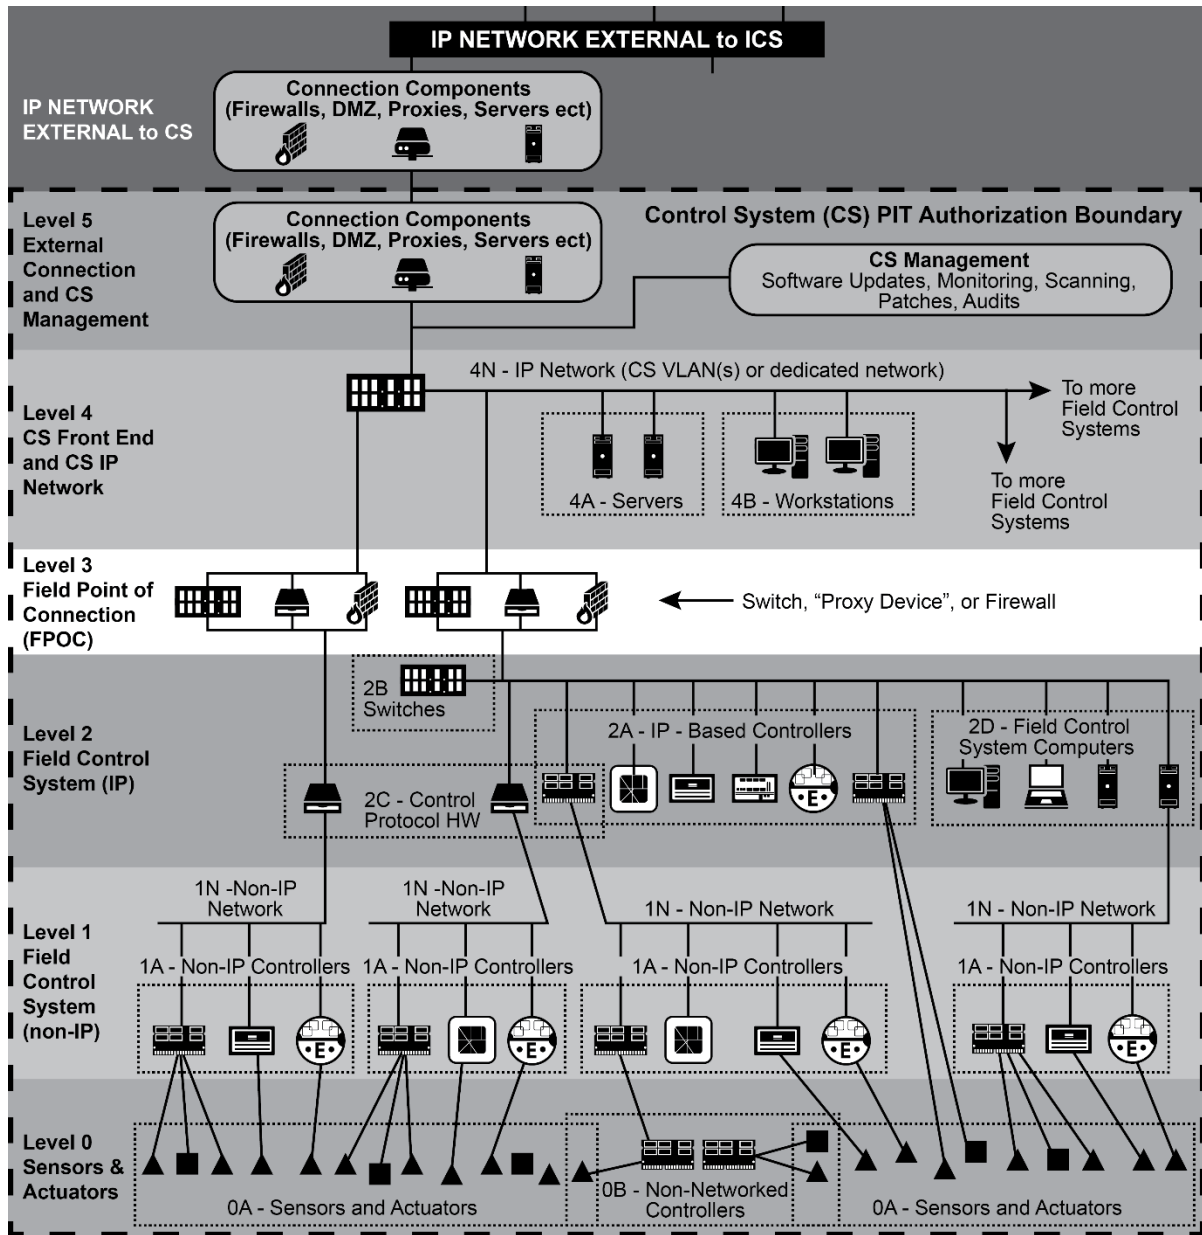 IP NETWORK EXTERNAL to ICS
IP NETWORK
EXTERNAL to CS
Connection Components
(Firewalls, DMZ, Proxies, Servers ect)
Level 5
External
Connection
and CS
Management
Connection Components
(Firewalls, DMZ, Proxies, Servers ect)
Control System (CS) PIT Authorization Boundary
CS Management
Software Updates, Monitoring, Scanning,
Patches, Audits
Level 4
CS Front End
and CS IP
Network
4N - IP Network (CS VLAN(s) or dedicated network)
To more
Field Control
Systems
4A - Servers
4B - Workstations
To more
Field Control
Systems
Level 3
Field Point of
Connection
(FPOC)
Switch, “Proxy Device”, or Firewall
Level 2
Field Control
System (IP)
2B
Switches
2A - IP - Based Controllers
E
2D - Field Control
System Computers
2C - Control
Protocol HW
Level 1
Field
Control
System
(non-IP)
1N -Non-IP
Network
1N -Non-IP
Network
1N - Non-IP Network
1N - Non-IP Network
1A - Non-IP Controllers
1A - Non-IP Controllers
1A - Non-IP Controllers
1A - Non-IP Controllers
E
E
E
E
Level 0
Sensors &
Actuators
0A - Sensors and Actuators
0B - Non-Networked
Controllers
0A - Sensors and Actuators